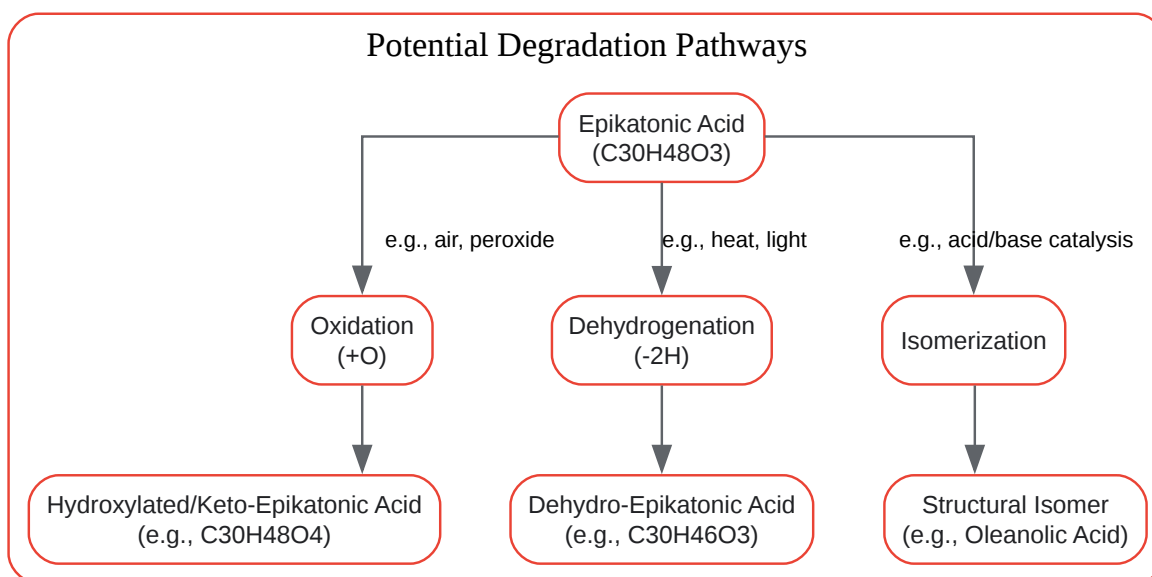 Potential Degradation Pathways
Epikatonic Acid
(C30H48O3)
e.g., air, peroxide
e.g., heat, light
e.g., acid/base catalysis
Oxidation
(+O)
Dehydrogenation
(-2H)
Isomerization
Hydroxylated/Keto-Epikatonic Acid
(e.g., C30H48O4)
Dehydro-Epikatonic Acid
(e.g., C30H46O3)
Structural Isomer
(e.g., Oleanolic Acid)